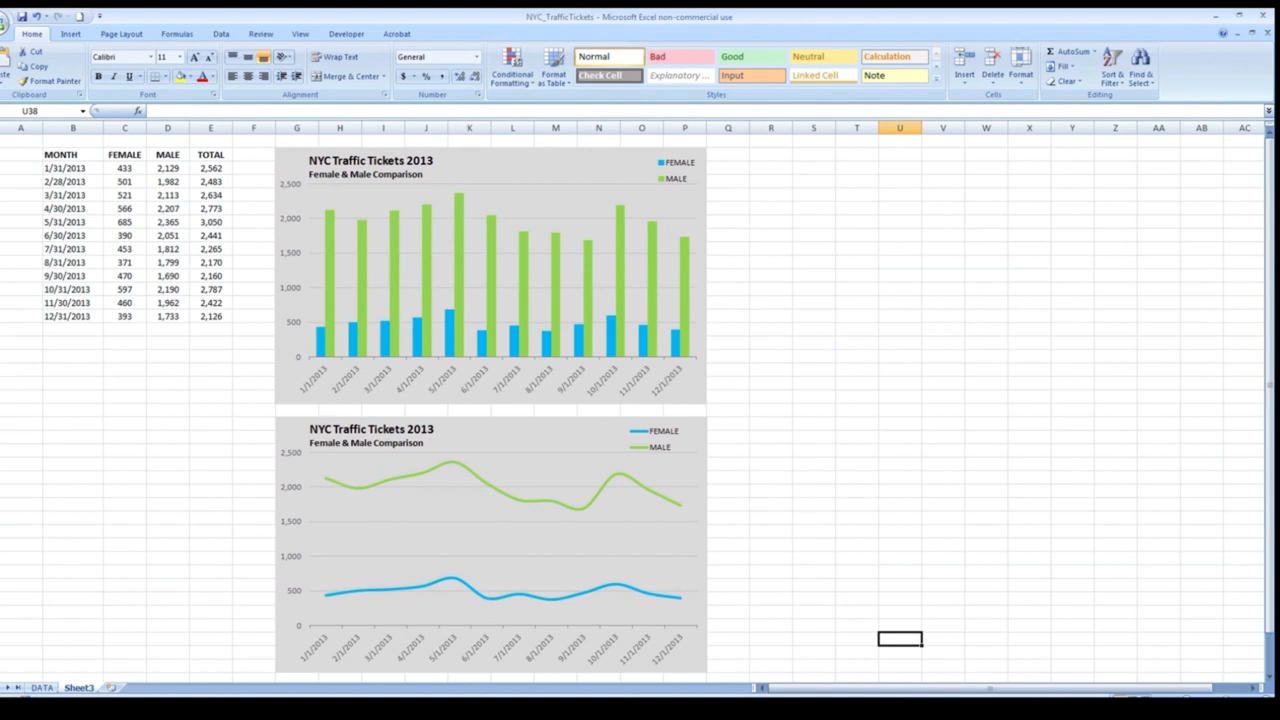 NYC_TrafficTickets - Microsoft Excel non-commercial use
Home Insert Page Layout Formulas Data Review View Developer Acrobat
Cut
Copy
Format Painter
Clipboard
Calibri 11
Font
Wrap Text
Merge & Center
Alignment
General
Number
Conditional Formatting
Format as Table
Normal Bad Good Neutral Calculation
Check Cell Explanatory ... Input Linked Cell Note
Styles
Insert Delete Format
Cells
AutoSum
Fill
Clear
Sort & Filter
Find & Select
Editing
U38 fx
A B C D E F G H I J K L M N O P Q R S T U V W X Y Z AA AB AC
MONTH FEMALE MALE TOTAL
1/31/2013 433 2,129 2,562
2/28/2013 501 1,982 2,483
3/31/2013 521 2,113 2,634
4/30/2013 566 2,207 2,773
5/31/2013 685 2,365 3,050
6/30/2013 390 2,051 2,441
7/31/2013 453 1,812 2,265
8/31/2013 371 1,799 2,170
9/30/2013 470 1,690 2,160
10/31/2013 597 2,190 2,787
11/30/2013 460 1,962 2,422
12/31/2013 393 1,733 2,126
NYC Traffic Tickets 2013
Female & Male Comparison
FEMALE
MALE
2,500
2,000
1,500
1,000
500
0
1/1/2013 2/1/2013 3/1/2013 4/1/2013 5/1/2013 6/1/2013 7/1/2013 8/1/2013 9/1/2013 10/1/2013 11/1/2013 12/1/2013
NYC Traffic Tickets 2013
Female & Male Comparison
FEMALE
MALE
2,500
2,000
1,500
1,000
500
0
1/1/2013 2/1/2013 3/1/2013 4/1/2013 5/1/2013 6/1/2013 7/1/2013 8/1/2013 9/1/2013 10/1/2013 11/1/2013 12/1/2013
DATA Sheet3